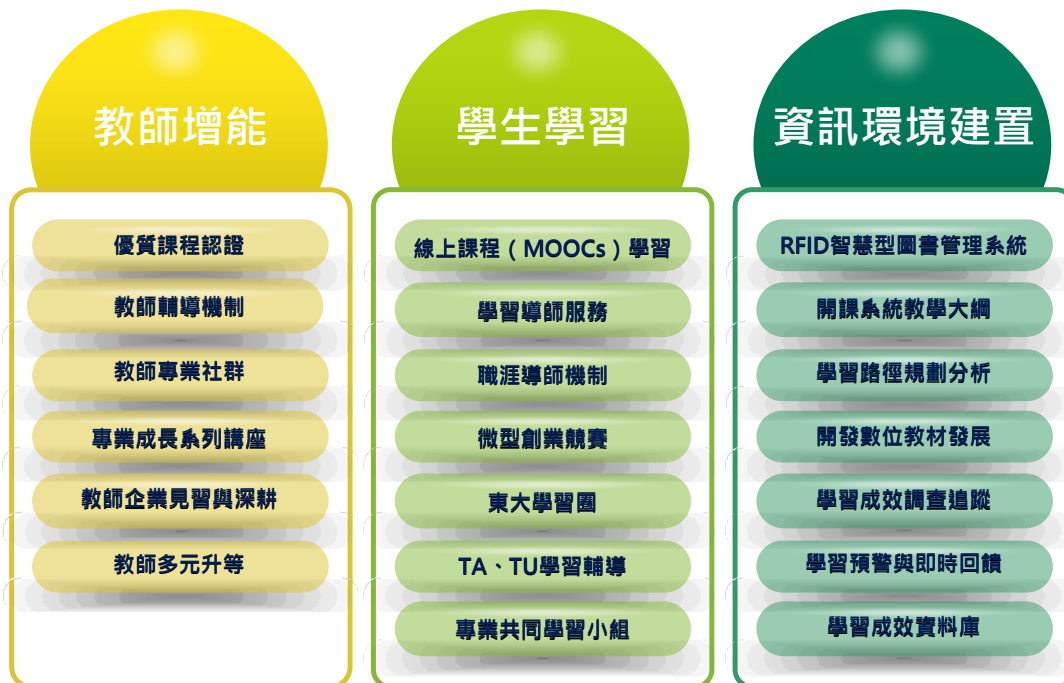 教師增能
優質課程認證
教師輔導機制
教師專業社群
專業成長系列講座
教師企業見習與深耕
教師多元升等
學生學習
線上課程（MOOCs）學習
學習導師服務
職涯導師機制
微型創業競賽
東大學習圈
TA、TU學習輔導
專業共同學習小組
資訊環境建置
RFID智慧型圖書管理系統
開課系統教學大綱
學習路徑規劃分析
開發數位教材發展
學習成效調查追蹤
學習預警與即時回饋
學習成效資料庫